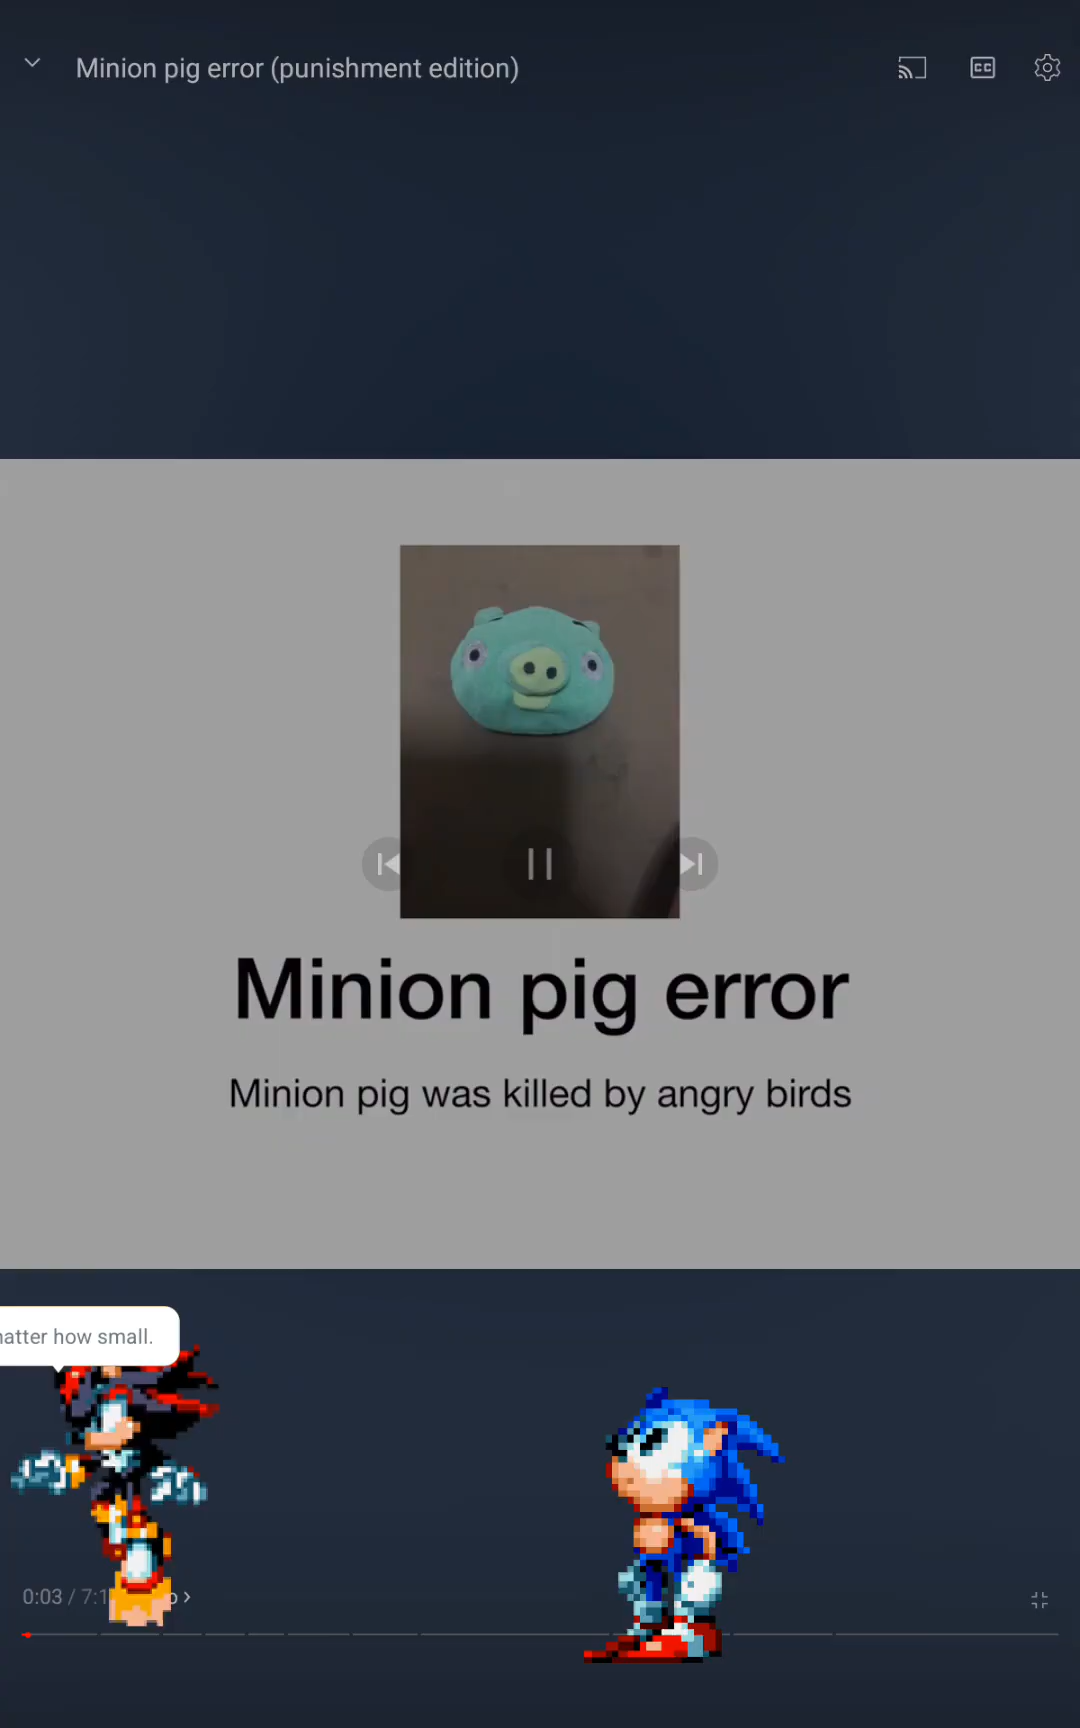 Minion pig error (punishment edition)
CC
Minion pig error
Minion pig was killed by angry birds
how small.
0:03 / 7:1